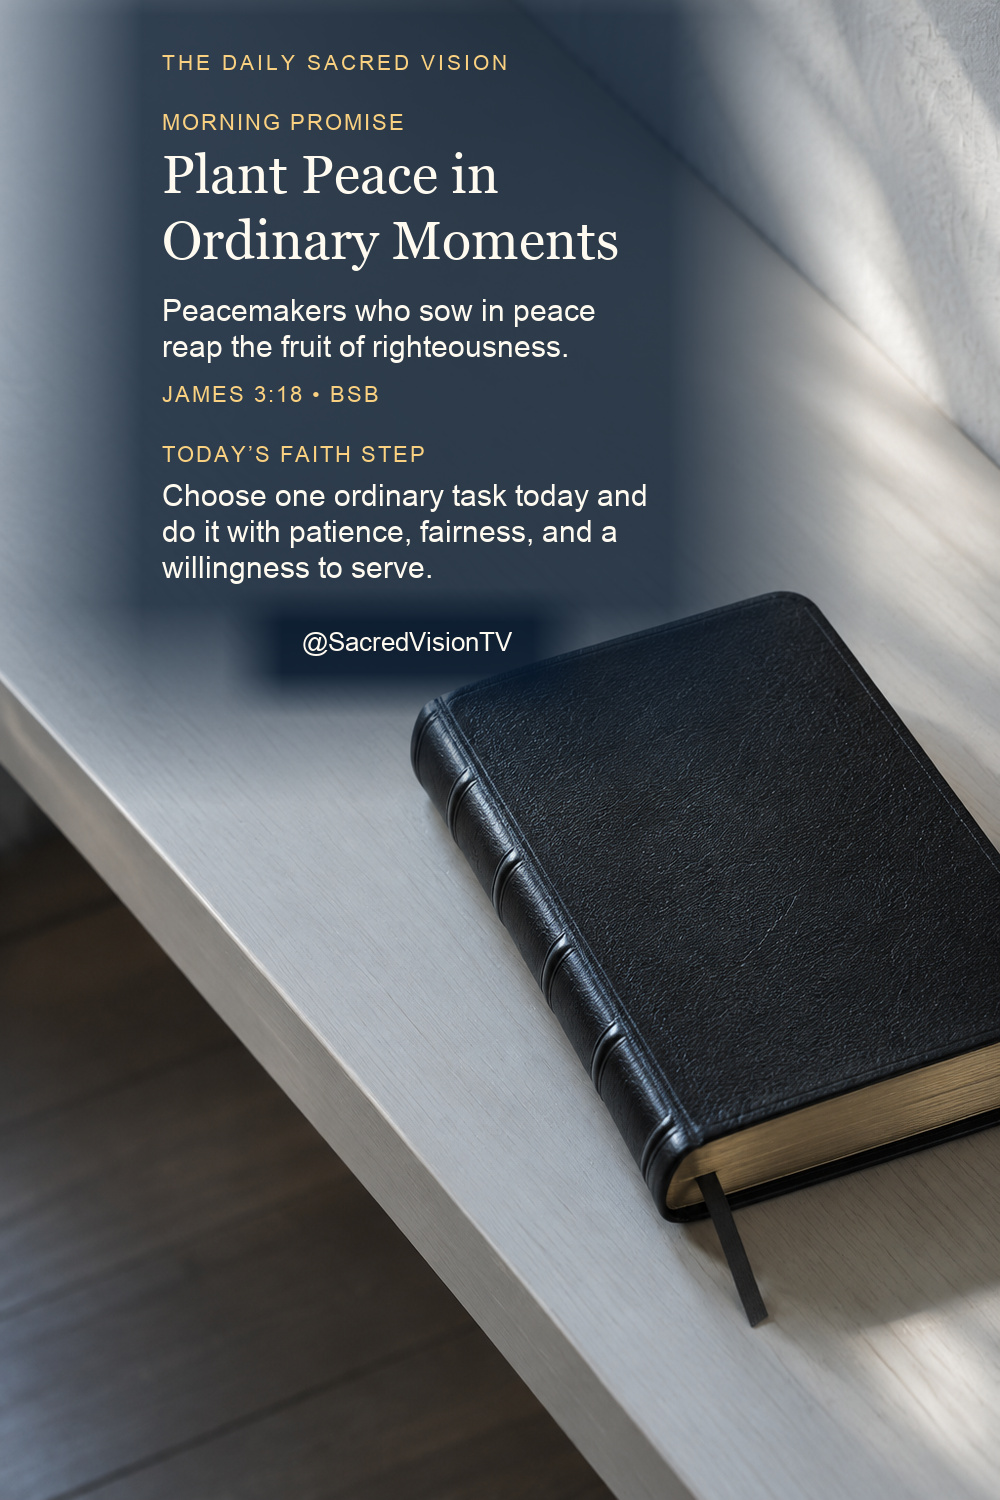 THE DAILY SACRED VISION
MORNING PROMISE
Plant Peace in
Ordinary Moments
Peacemakers who sow in peace
reap the fruit of righteousness.
JAMES 3:18 • BSB
TODAY’S FAITH STEP
Choose one ordinary task today and
do it with patience, fairness, and a
willingness to serve.
@SacredVisionTV